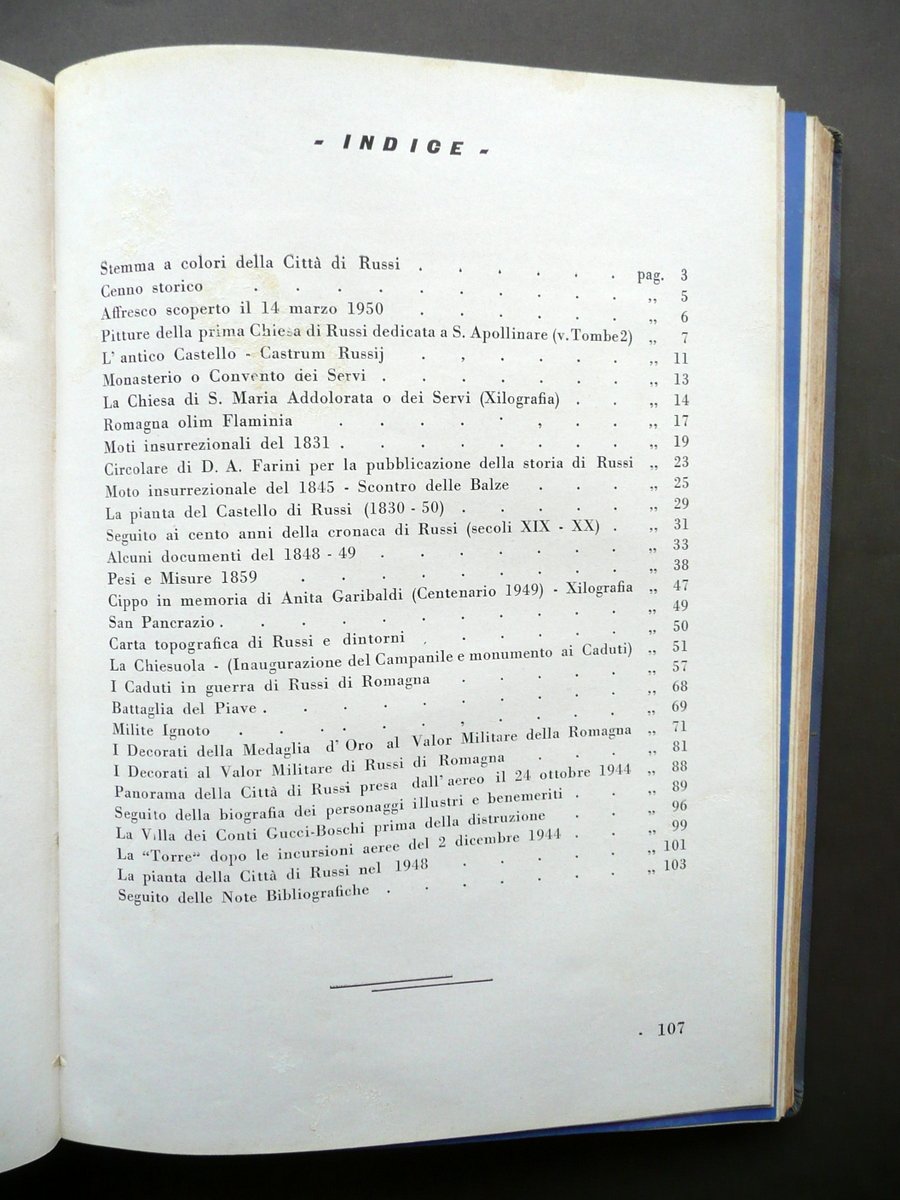 - INDICE -
Stemma a colori della Città di Russi . . . . . . pag. 3
Cenno storico . . . . . . . . . . „ 5
Affresco scoperto il 14 marzo 1950 . . . . . . „ 6
Pitture della prima Chiesa di Russi dedicata a S. Apollinare (v. Tombe 2) „ 7
L' antico Castello - Castrum Russij . , . . . . „ 11
Monasterio o Convento dei Servi . . . . . . . „ 13
La Chiesa di S. Maria Addolorata o dei Servi (Xilografia) . . „ 14
Romagna olim Flaminia . . . . . , . . „ 17
Moti insurrezionali del 1831 . . . . . . . . „ 19
Circolare di D. A. Farini per la pubblicazione della storia di Russi „ 23
Moto insurrezionale del 1845 - Scontro delle Balze . . . „ 25
La pianta del Castello di Russi (1830 - 50) . . . . . „ 29
Seguito ai cento anni della cronaca di Russi (secoli XIX - XX) . „ 31
Alcuni documenti del 1848 - 49 . . . . . . . „ 33
Pesi e Misure 1859 . . . . . . . . . „ 38
Cippo in memoria di Anita Garibaldi (Centenario 1949) - Xilografia „ 47
San Pancrazio . . . . . . . . . . . „ 49
Carta topografica di Russi e dintorni . . . . . . „ 50
La Chiesuola - (Inaugurazione del Campanile e monumento ai Caduti) „ 51
I Caduti in guerra di Russi di Romagna . . . . . „ 57
Battaglia del Piave . . . . . . . . . . „ 68
Milite Ignoto . . . . . . , . . . . „ 69
I Decorati della Medaglia d' Oro al Valor Militare della Romagna „ 71
I Decorati al Valor Militare di Russi di Romagna . . . „ 81
Panorama della Città di Russi presa dall' aereo il 24 ottobre 1944 „ 88
Seguito della biografia dei personaggi illustri e benemeriti . . „ 89
La Villa dei Conti Gucci-Boschi prima della distruzione . . „ 96
La “Torre“ dopo le incursioni aeree del 2 dicembre 1944 . . „ 99
La pianta della Città di Russi nel 1948 . . . . . „ 101
Seguito delle Note Bibliografiche . . . . . . . „ 103
. 107